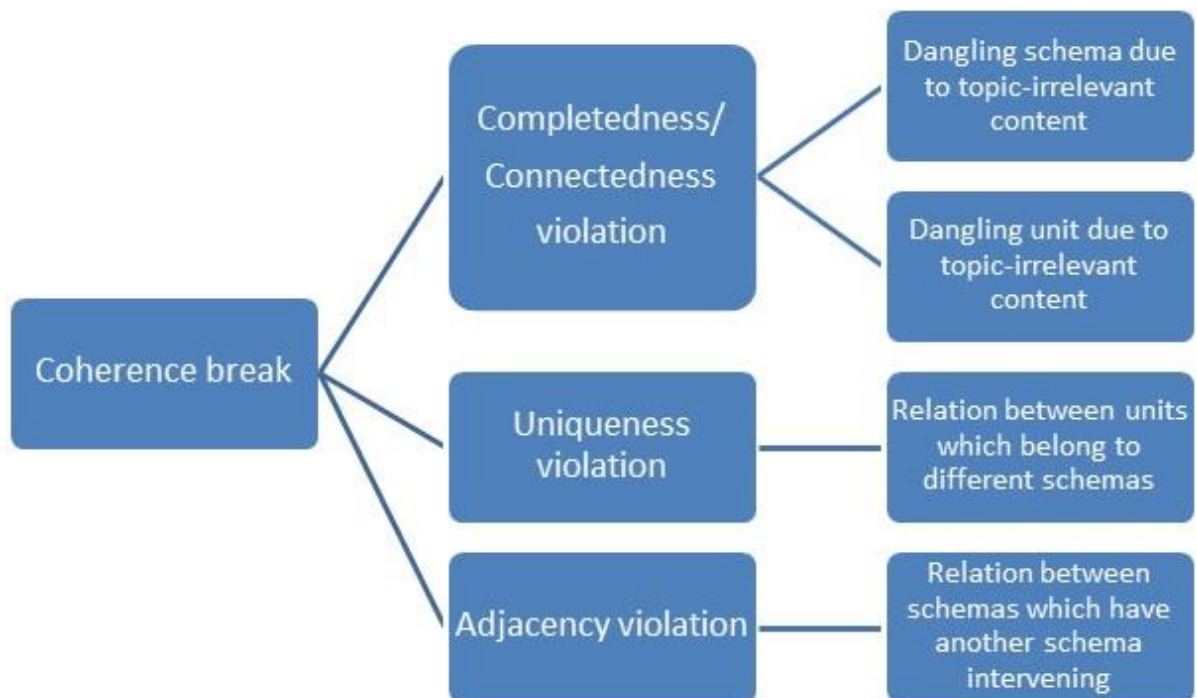 Coherence break
Completedness/
Connectedness
violation
Dangling schema due
to topic-irrelevant
content
Dangling unit due to
topic-irrelevant
content
Uniqueness
violation
Relation between units
which belong to
different schemas
Adjacency violation
Relation between
schemas which have
another schema
intervening